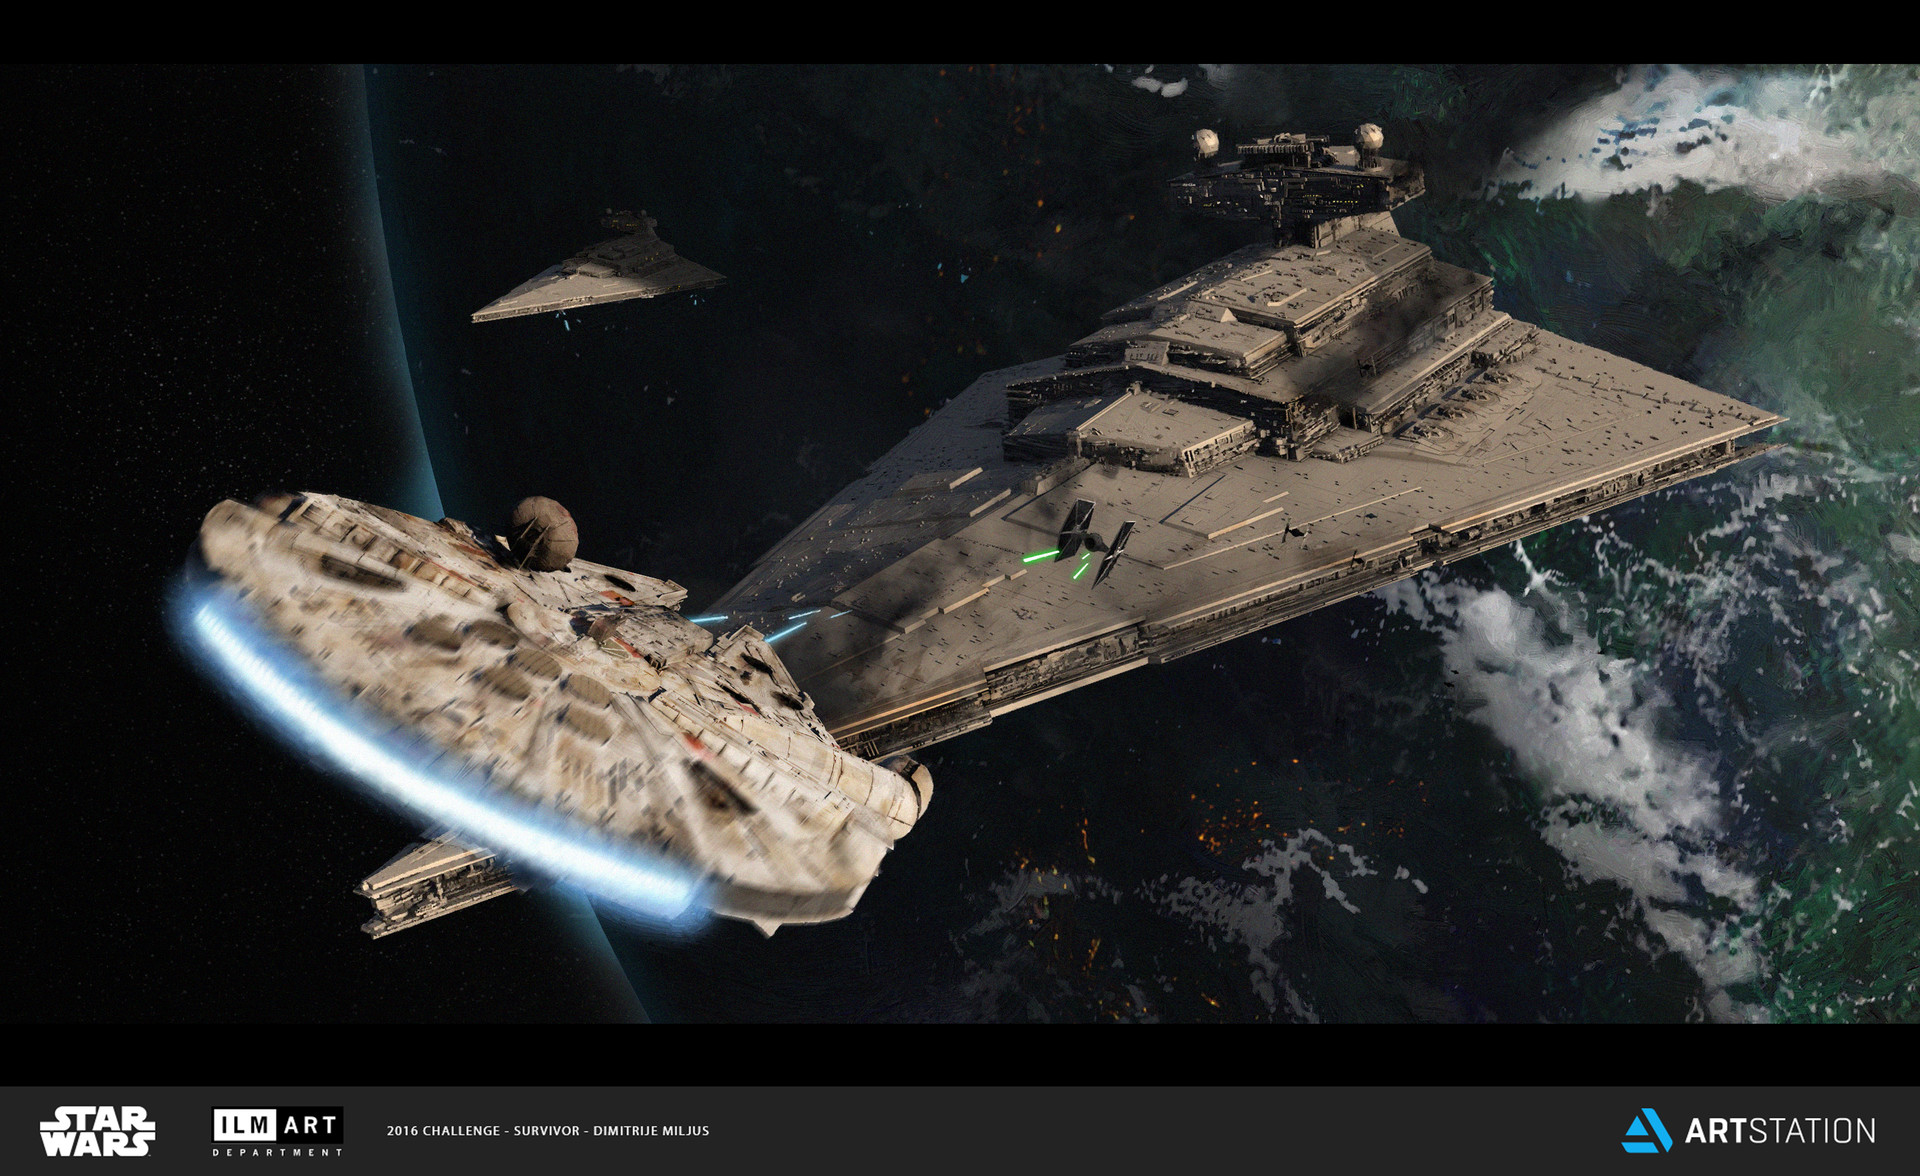 STAR
WARS
ILM ART
DEPARTMENT
2016 CHALLENGE - SURVIVOR - DIMITRIJE MILJUS
ARTSTATION